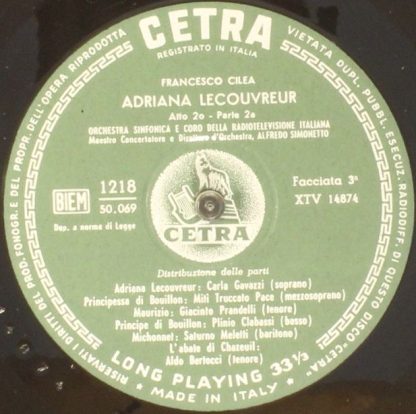 CETRA
REGISTRATO IN ITALIA
FRANCESCO CILEA
ADRIANA LECOUVREUR
Atto 2o - Parte 2a
ORCHESTRA SINFONICA E CORO DELLA RADIOTELEVISIONE ITALIANA
Maestro Concertatore e Direttore d'Orchestra, ALFREDO SIMONETTO
BIEM
1218
50.069
Dep. a norma di Legge
Facciata 3ª
XTV 14874
CETRA
Distribuzione delle parti
Adriana Lecouvreur: Carla Gavazzi (soprano)
Principessa di Bouillon: Miti Truccato Pace (mezzosoprano)
Maurizio: Giacinto Prandelli (tenore)
Principe di Bouillon: Plinio Clabassi (basso)
Michonnet: Saturno Meletti (baritono)
L'abate di Chazeuil:
Aldo Bertocci (tenore)
LONG PLAYING 33⅓
★ MADE IN ITALY ★
RISERVATI I DIRITTI DEL PROD. FONOGR. E DEL PROPR. DELL'OPERA RIPRODOTTA
VIETATA DUPL. PUBBL. ESECUZ. RADIODIFF. DI QUESTO DISCO "CETRA"